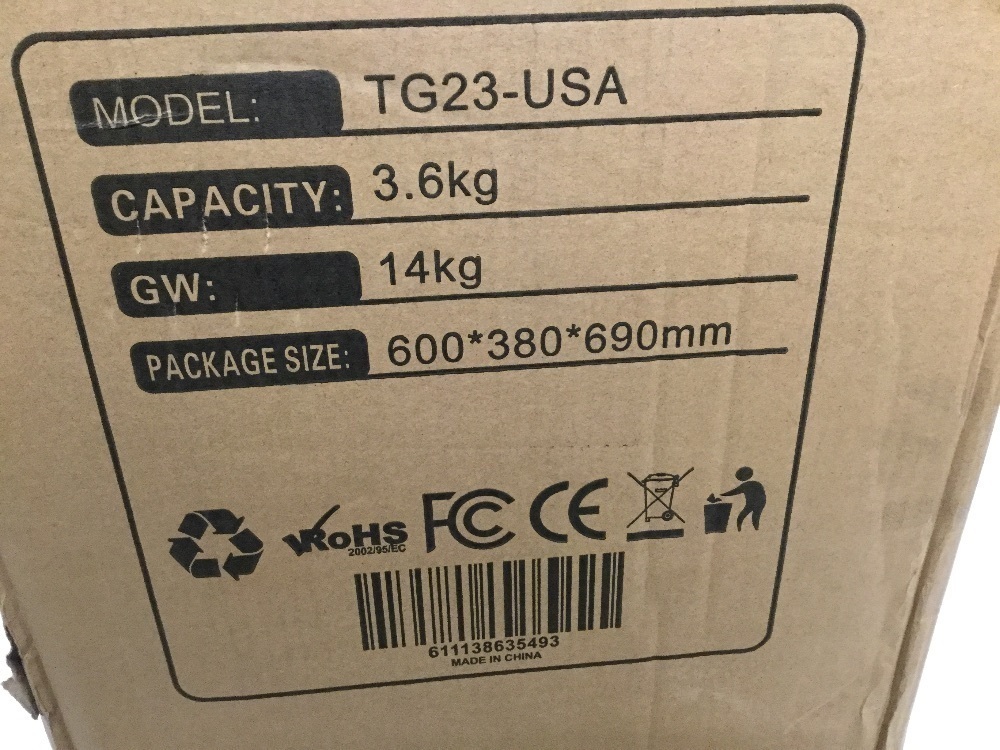 MODEL: TG23-USA
CAPACITY: 3.6kg
GW: 14kg
PACKAGE SIZE: 600*380*690mm
RoHS FC CE
2002/95/EC
611138635493
MADE IN CHINA